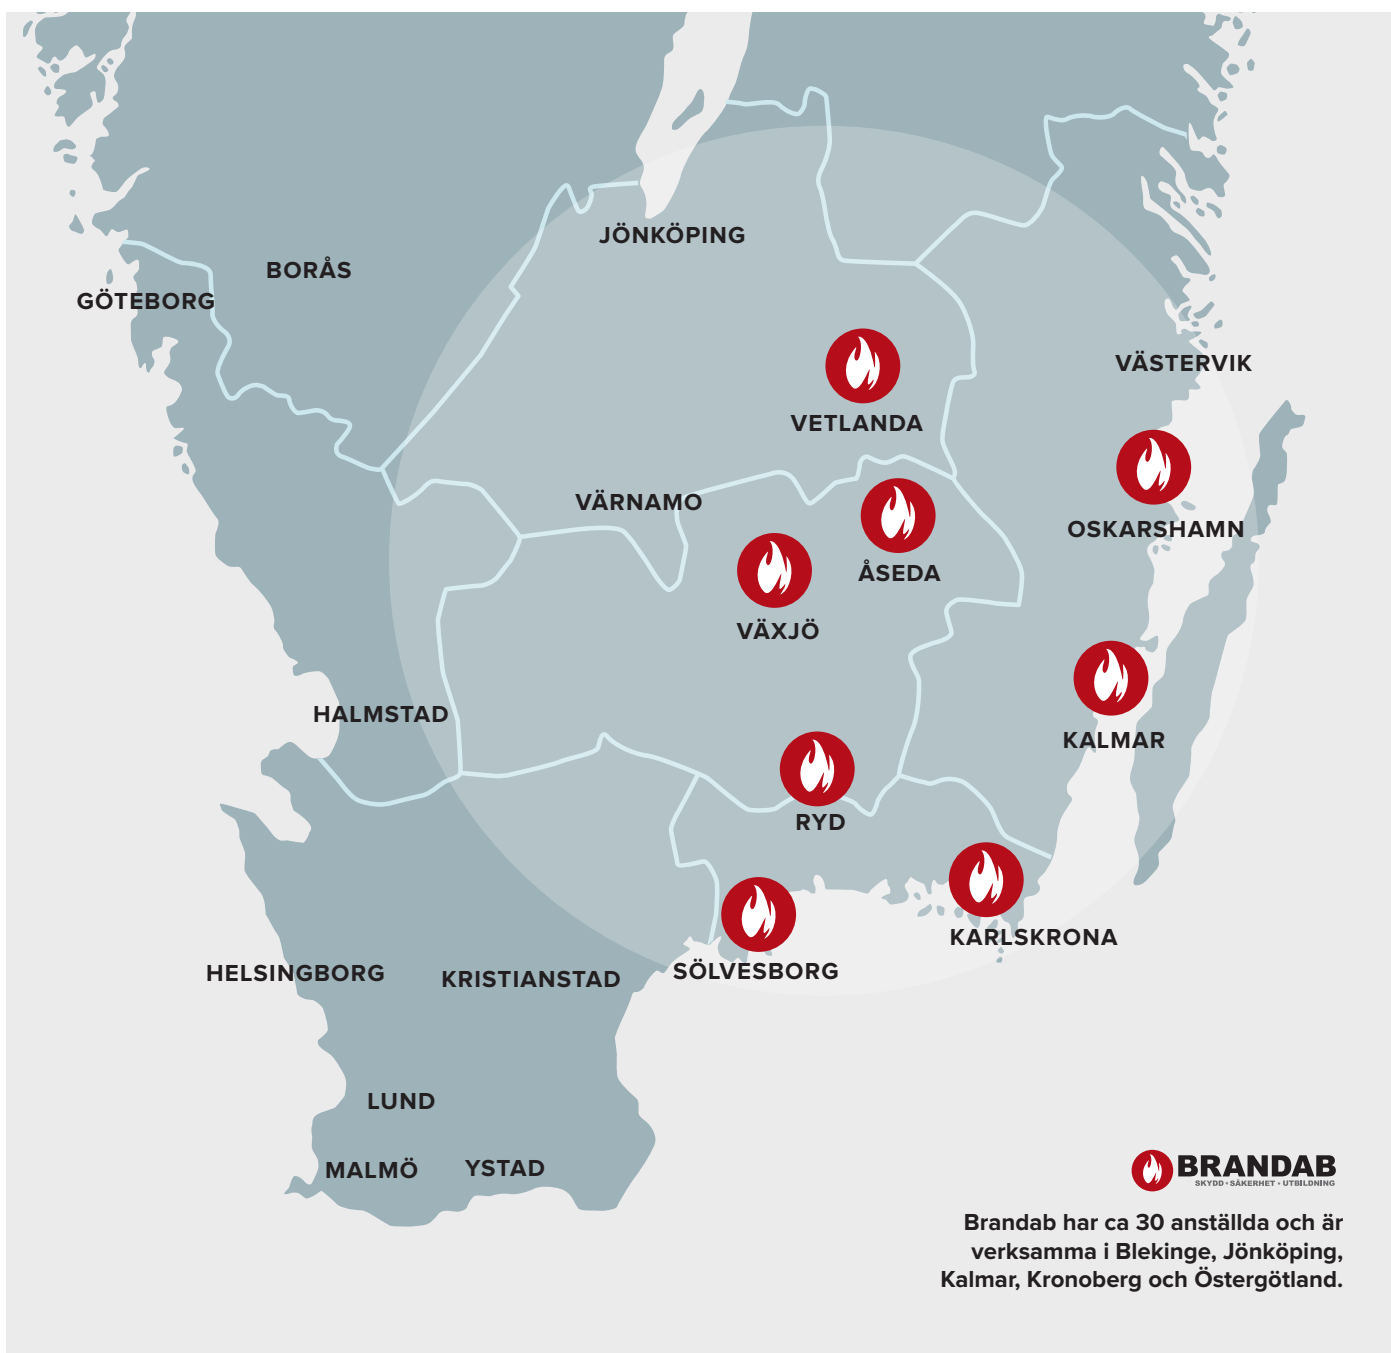 JÖNKÖPING
BORÅS
GÖTEBORG
VÄSTERVIK
VETLANDA
VÄRNAMO
OSKARSHAMN
ÅSEDA
VÄXJÖ
HALMSTAD
KALMAR
RYD
KARLSKRONA
SÖLVESBORG
HELSINGBORG
KRISTIANSTAD
LUND
MALMÖ
YSTAD
BRANDAB
SKYDD • SÄKERHET • UTBILDNING
Brandab har ca 30 anställda och är
verksamma i Blekinge, Jönköping,
Kalmar, Kronoberg och Östergötland.